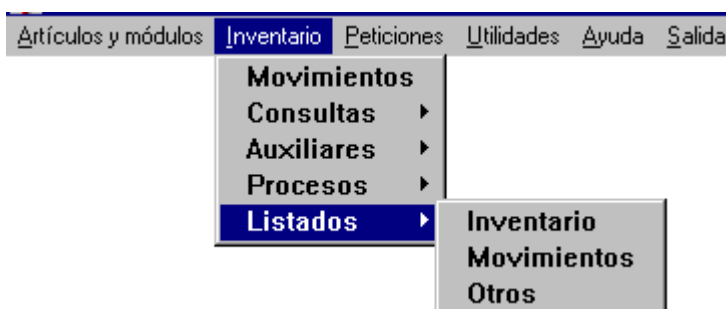 Artículos y módulos Inventario Peticiones Utilidades Ayuda Salida
Movimientos
Consultas
Auxiliares
Procesos
Listados
Inventario
Movimientos
Otros